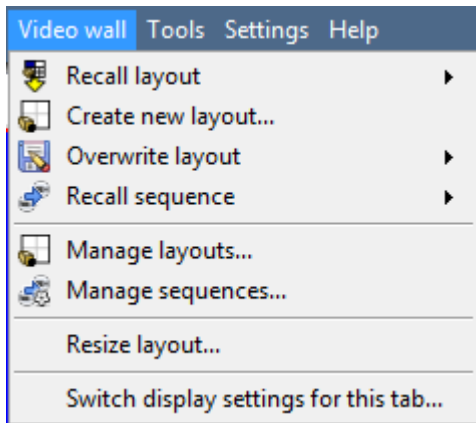 Video wall Tools Settings Help
Recall layout
Create new layout...
Overwrite layout
Recall sequence
Manage layouts...
Manage sequences...
Resize layout...
Switch display settings for this tab...